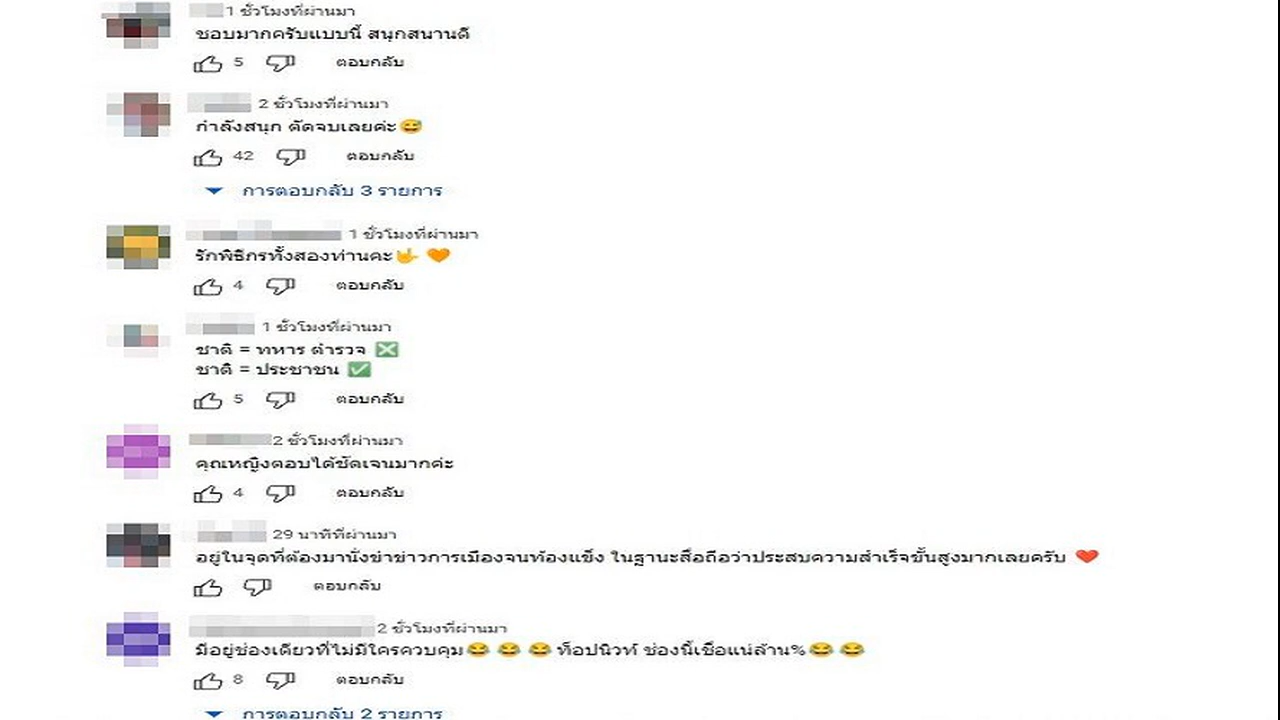 1 ชั่วโมงที่ผ่านมา
ชอบมากครับแบบนี้ สนุกสนานดี
5 ตอบกลับ
2 ชั่วโมงที่ผ่านมา
กำลังสนุก ตัดจบเลยค่ะ😅
42 ตอบกลับ
การตอบกลับ 3 รายการ
1 ชั่วโมงที่ผ่านมา
รักพิธีกรทั้งสองท่านคะ🤟 🧡
4 ตอบกลับ
1 ชั่วโมงที่ผ่านมา
ชาติ = ทหาร ตำรวจ ❎
ชาติ = ประชาชน ✅
5 ตอบกลับ
2 ชั่วโมงที่ผ่านมา
คุณหญิงตอบได้ชัดเจนมากค่ะ
4 ตอบกลับ
29 นาทีที่ผ่านมา
อยู่ในจุดที่ต้องมานั่งขำข่าวการเมืองจนท้องแข็ง ในฐานะสื่อถือว่าประสบความสำเร็จขั้นสูงมากเลยครับ ❤️
ตอบกลับ
2 ชั่วโมงที่ผ่านมา
มีอยู่ช่องเดียวที่ไม่มีใครควบคุม😂 😂 😂 ท็อปนิวท์ ช่องนี้เชื่อแน่ล้าน%😂 😂
8 ตอบกลับ
การตอบกลับ 2 รายการ